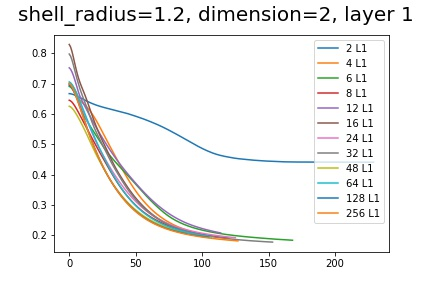 shell_radius=1.2, dimension=2, layer 1
0.8
0.7
0.6
0.5
0.4
0.3
0.2
0
50
100
150
200
2 L1
4 L1
6 L1
8 L1
12 L1
16 L1
24 L1
32 L1
48 L1
64 L1
128 L1
256 L1